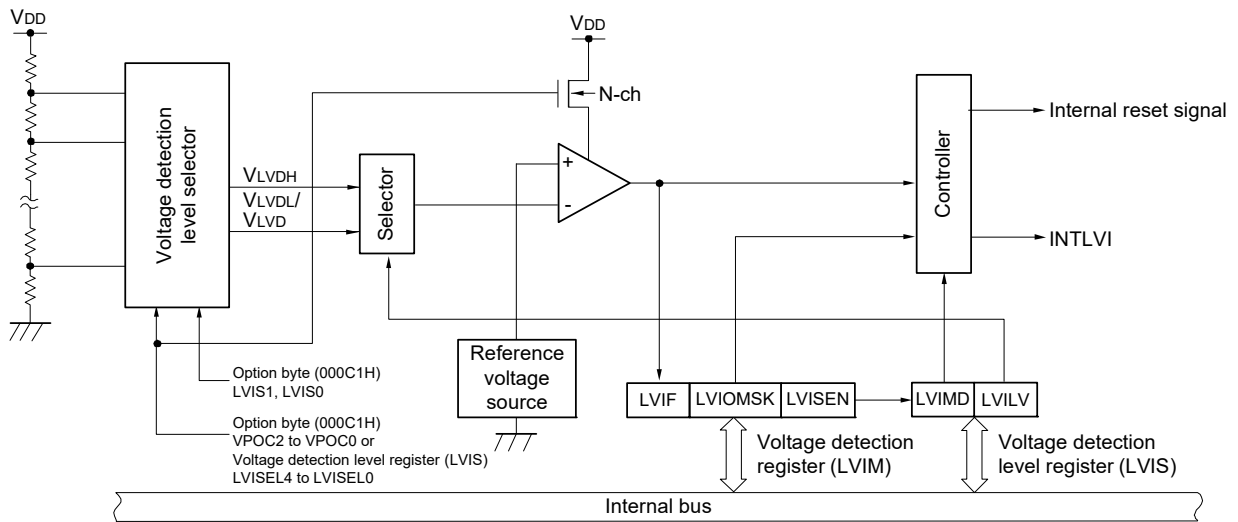 VDD
VDD
N-ch
Voltage detection
level selector
VLVDH
VLVDL/
VLVD
Selector
+
-
Controller
Internal reset signal
INTLVI
Option byte (000C1H)
LVIS1, LVIS0
Option byte (000C1H)
VPOC2 to VPOC0 or
Voltage detection level register (LVIS)
LVISEL4 to LVISEL0
Reference
voltage
source
LVIF
LVIOMSK
LVISEN
LVIMD
LVILV
Voltage detection
register (LVIM)
Voltage detection
level register (LVIS)
Internal bus